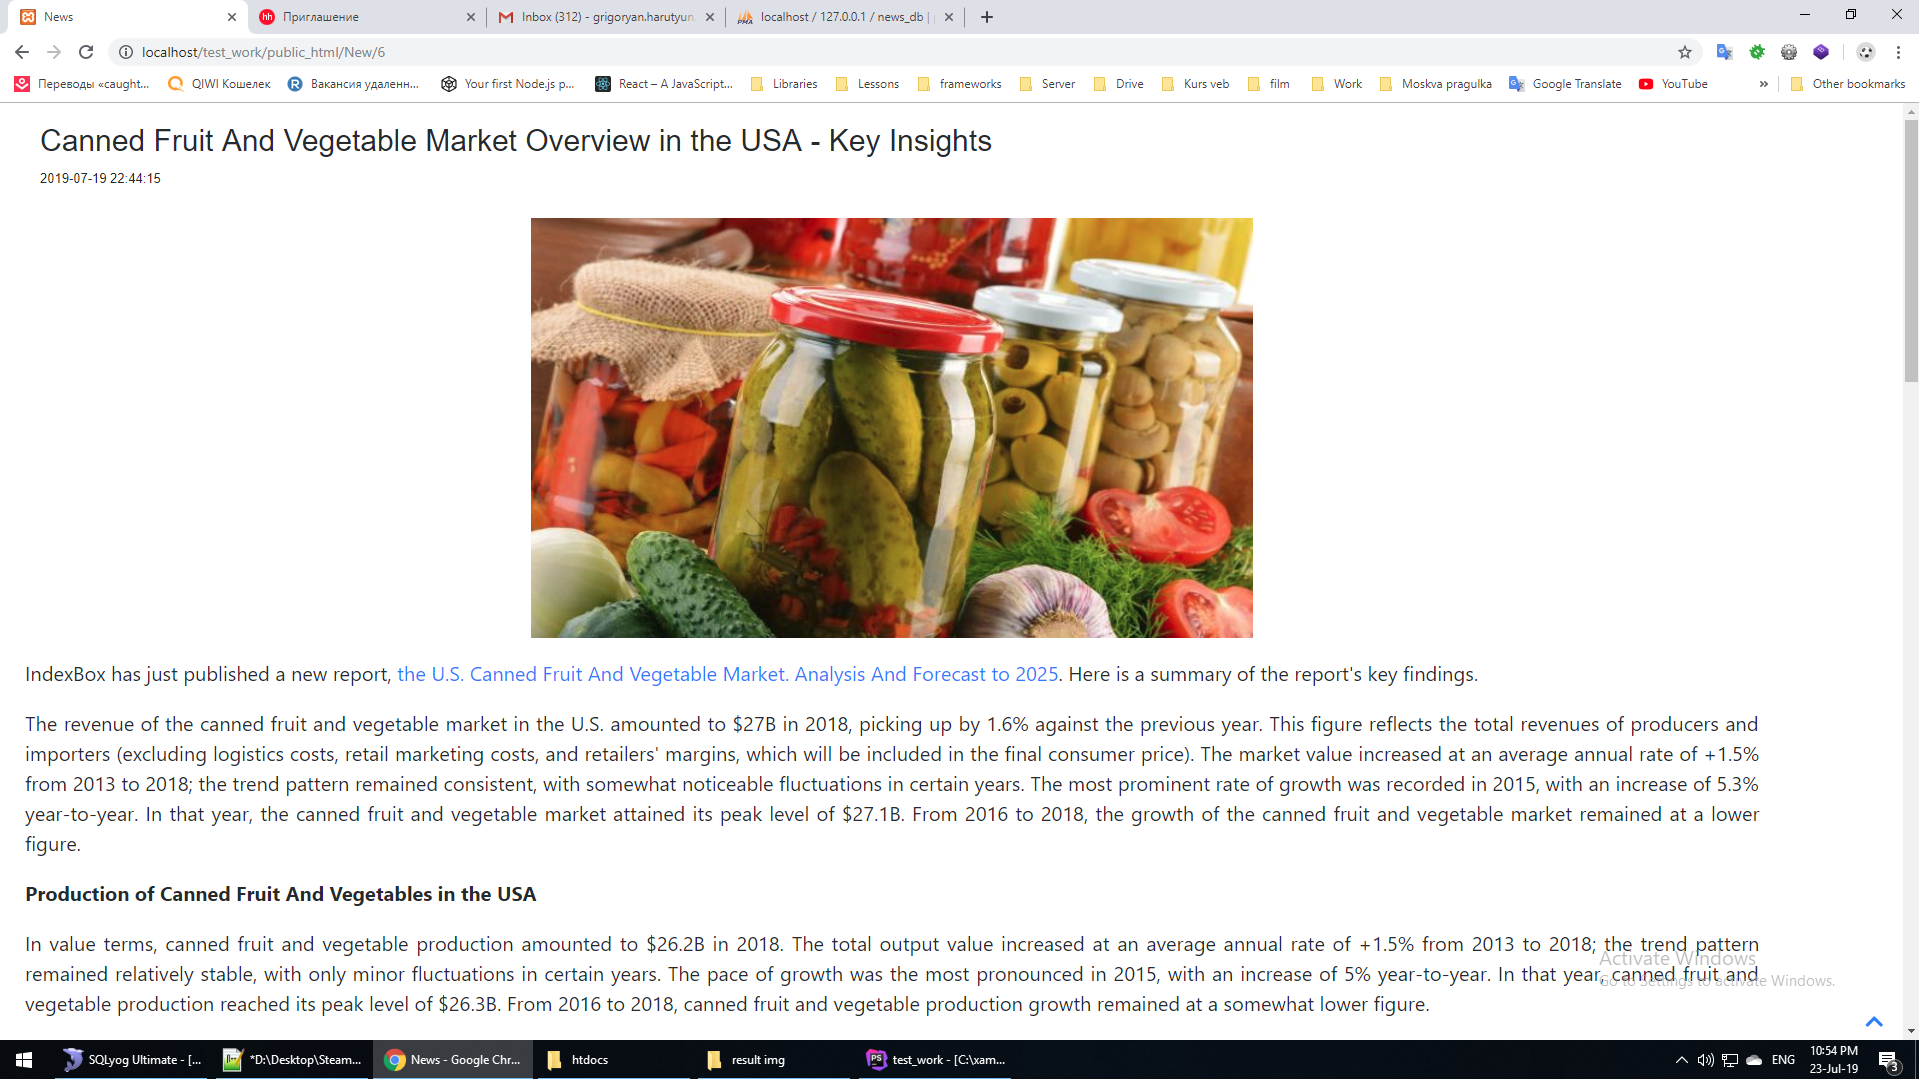 News
Приглашение
Inbox (312) - grigoryan.harutyun.
localhost / 127.0.0.1 / news_db |
localhost/test_work/public_html/New/6
Переводы «caught...
QIWI Кошелек
Вакансия удаленн...
Your first Node.js p...
React – A JavaScript...
Libraries
Lessons
frameworks
Server
Drive
Kurs veb
film
Work
Moskva pragulka
Google Translate
YouTube
»
Other bookmarks
Canned Fruit And Vegetable Market Overview in the USA - Key Insights
2019-07-19 22:44:15
IndexBox has just published a new report, the U.S. Canned Fruit And Vegetable Market. Analysis And Forecast to 2025. Here is a summary of the report's key findings.
The revenue of the canned fruit and vegetable market in the U.S. amounted to $27B in 2018, picking up by 1.6% against the previous year. This figure reflects the total revenues of producers and
importers (excluding logistics costs, retail marketing costs, and retailers' margins, which will be included in the final consumer price). The market value increased at an average annual rate of +1.5%
from 2013 to 2018; the trend pattern remained consistent, with somewhat noticeable fluctuations in certain years. The most prominent rate of growth was recorded in 2015, with an increase of 5.3%
year-to-year. In that year, the canned fruit and vegetable market attained its peak level of $27.1B. From 2016 to 2018, the growth of the canned fruit and vegetable market remained at a lower
figure.
Production of Canned Fruit And Vegetables in the USA
In value terms, canned fruit and vegetable production amounted to $26.2B in 2018. The total output value increased at an average annual rate of +1.5% from 2013 to 2018; the trend pattern
remained relatively stable, with only minor fluctuations in certain years. The pace of growth was the most pronounced in 2015, with an increase of 5% year-to-year. In that year, canned fruit and
vegetable production reached its peak level of $26.3B. From 2016 to 2018, canned fruit and vegetable production growth remained at a somewhat lower figure.
Activate Windows
Go to Settings to activate Windows.
SQLyog Ultimate - [...
*D:\Desktop\Steam...
News - Google Chr...
htdocs
result img
test_work - [C:\xam...
ENG
10:54 PM
23-Jul-19
3